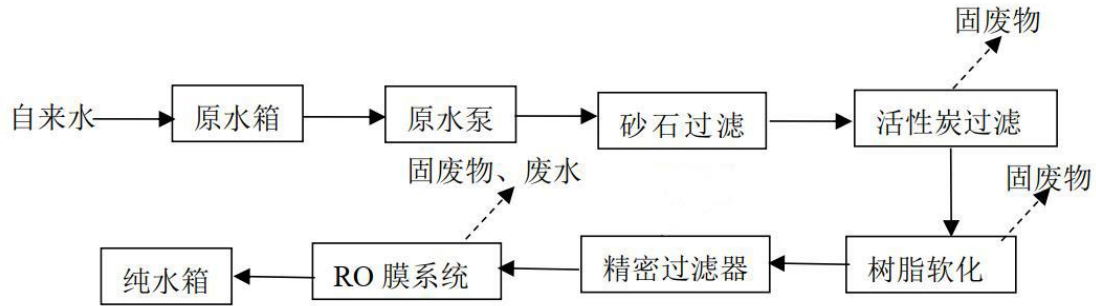 固废物
自来水
原水箱
原水泵
砂石过滤
活性炭过滤
固废物、废水
固废物
纯水箱
RO膜系统
精密过滤器
树脂软化